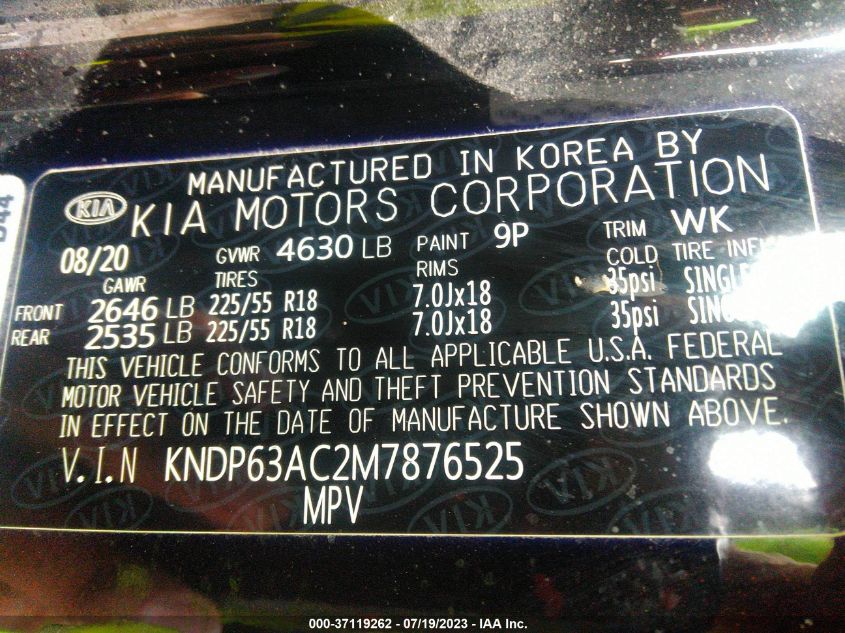 D44
MANUFACTURED IN KOREA BY
KIA KIA MOTORS CORPORATION
08/20 GVWR 4630 LB PAINT 9P TRIM WK
GAWR TIRES RIMS COLD TIRE
FRONT 2646 LB 225/55 R18 7.0Jx18 35psi SINGLE
REAR 2535 LB 225/55 R18 7.0Jx18 35psi
THIS VEHICLE CONFORMS TO ALL APPLICABLE U.S.A. FEDERAL
MOTOR VEHICLE SAFETY AND THEFT PREVENTION STANDARDS
IN EFFECT ON THE DATE OF MANUFACTURE SHOWN ABOVE.
V.I.N KNDP63AC2M7876525
MPV
000-37119262 - 07/19/2023 - IAA Inc.